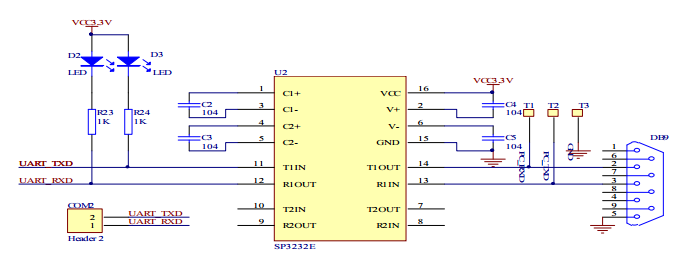 VCC3.3V
D2
D3
LED
LED
R23
1K
R24
1K
U2
VCC3.3V
C2
104
C3
104
C4
104
C5
104
T1
T2
T3
DB9
1 C1+ VCC 16
3 C1- V+ 2
4 C2+ V- 6
5 C2- GND 15
UART_TXD 11 T1IN T1OUT 14
UART_RXD 12 R1OUT R1IN 13
10 T2IN T2OUT 7
9 R2OUT R2IN 8
SP3232E
GND
1
6
2
7
3
8
4
9
5
COM2
2 UART_TXD
1 UART_RXD
Header 2